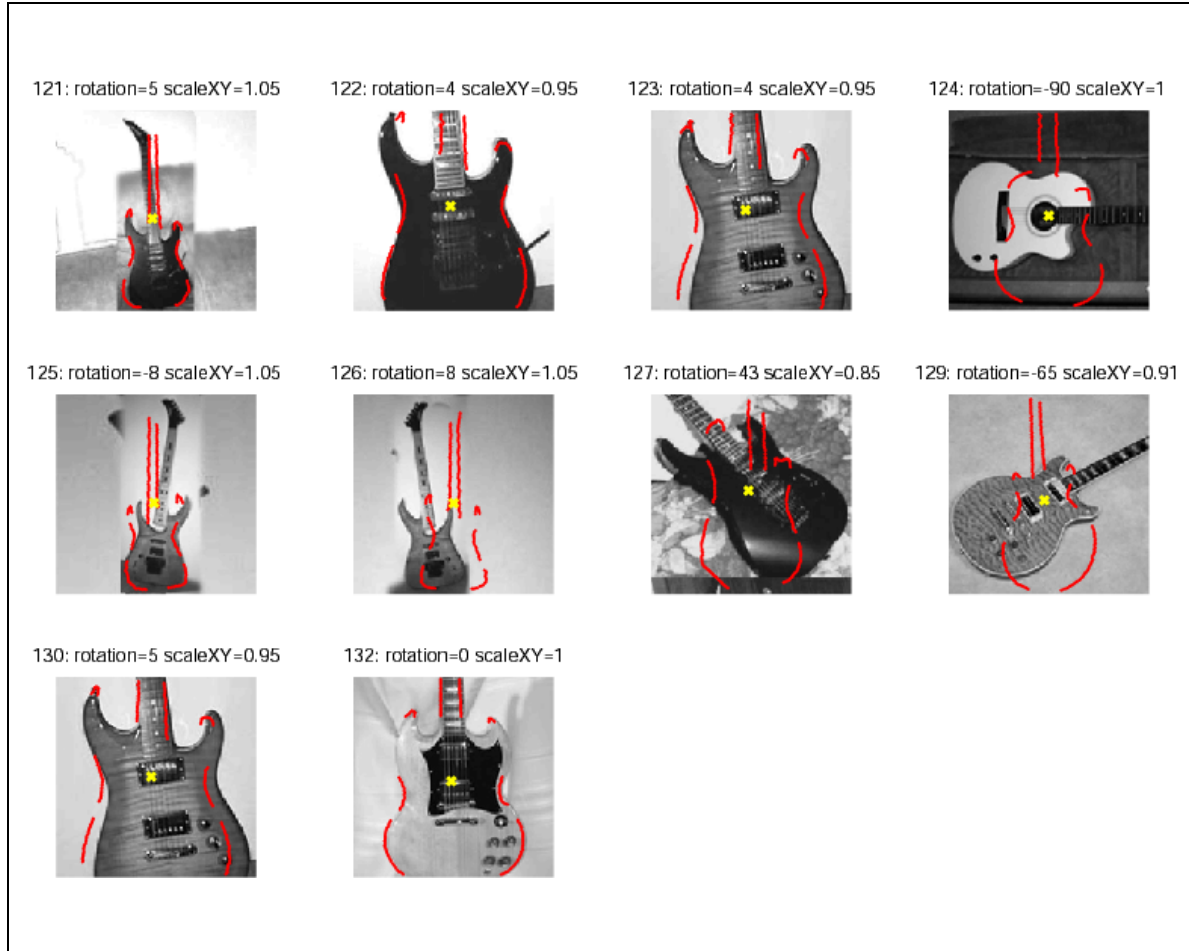 121: rotation=5 scaleXY=1.05
122: rotation=4 scaleXY=0.95
123: rotation=4 scaleXY=0.95
124: rotation=-90 scaleXY=1
125: rotation=-8 scaleXY=1.05
126: rotation=8 scaleXY=1.05
127: rotation=43 scaleXY=0.85
129: rotation=-65 scaleXY=0.91
130: rotation=5 scaleXY=0.95
132: rotation=0 scaleXY=1